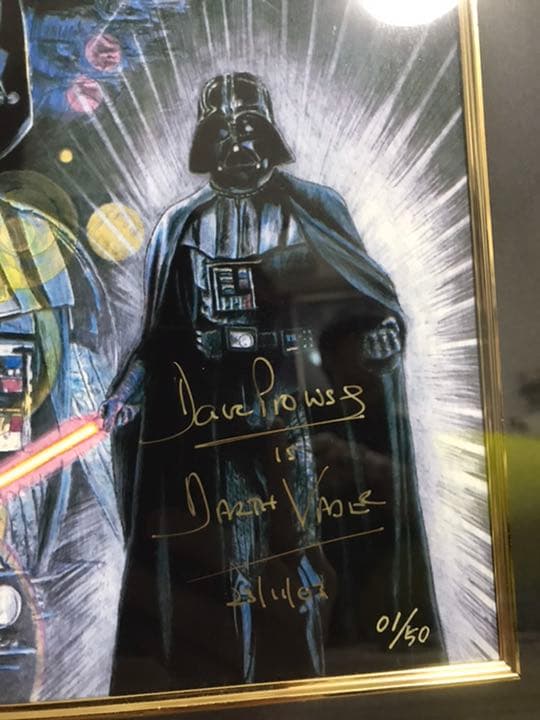 Dave Prowse
is
Darth Vader
01/50